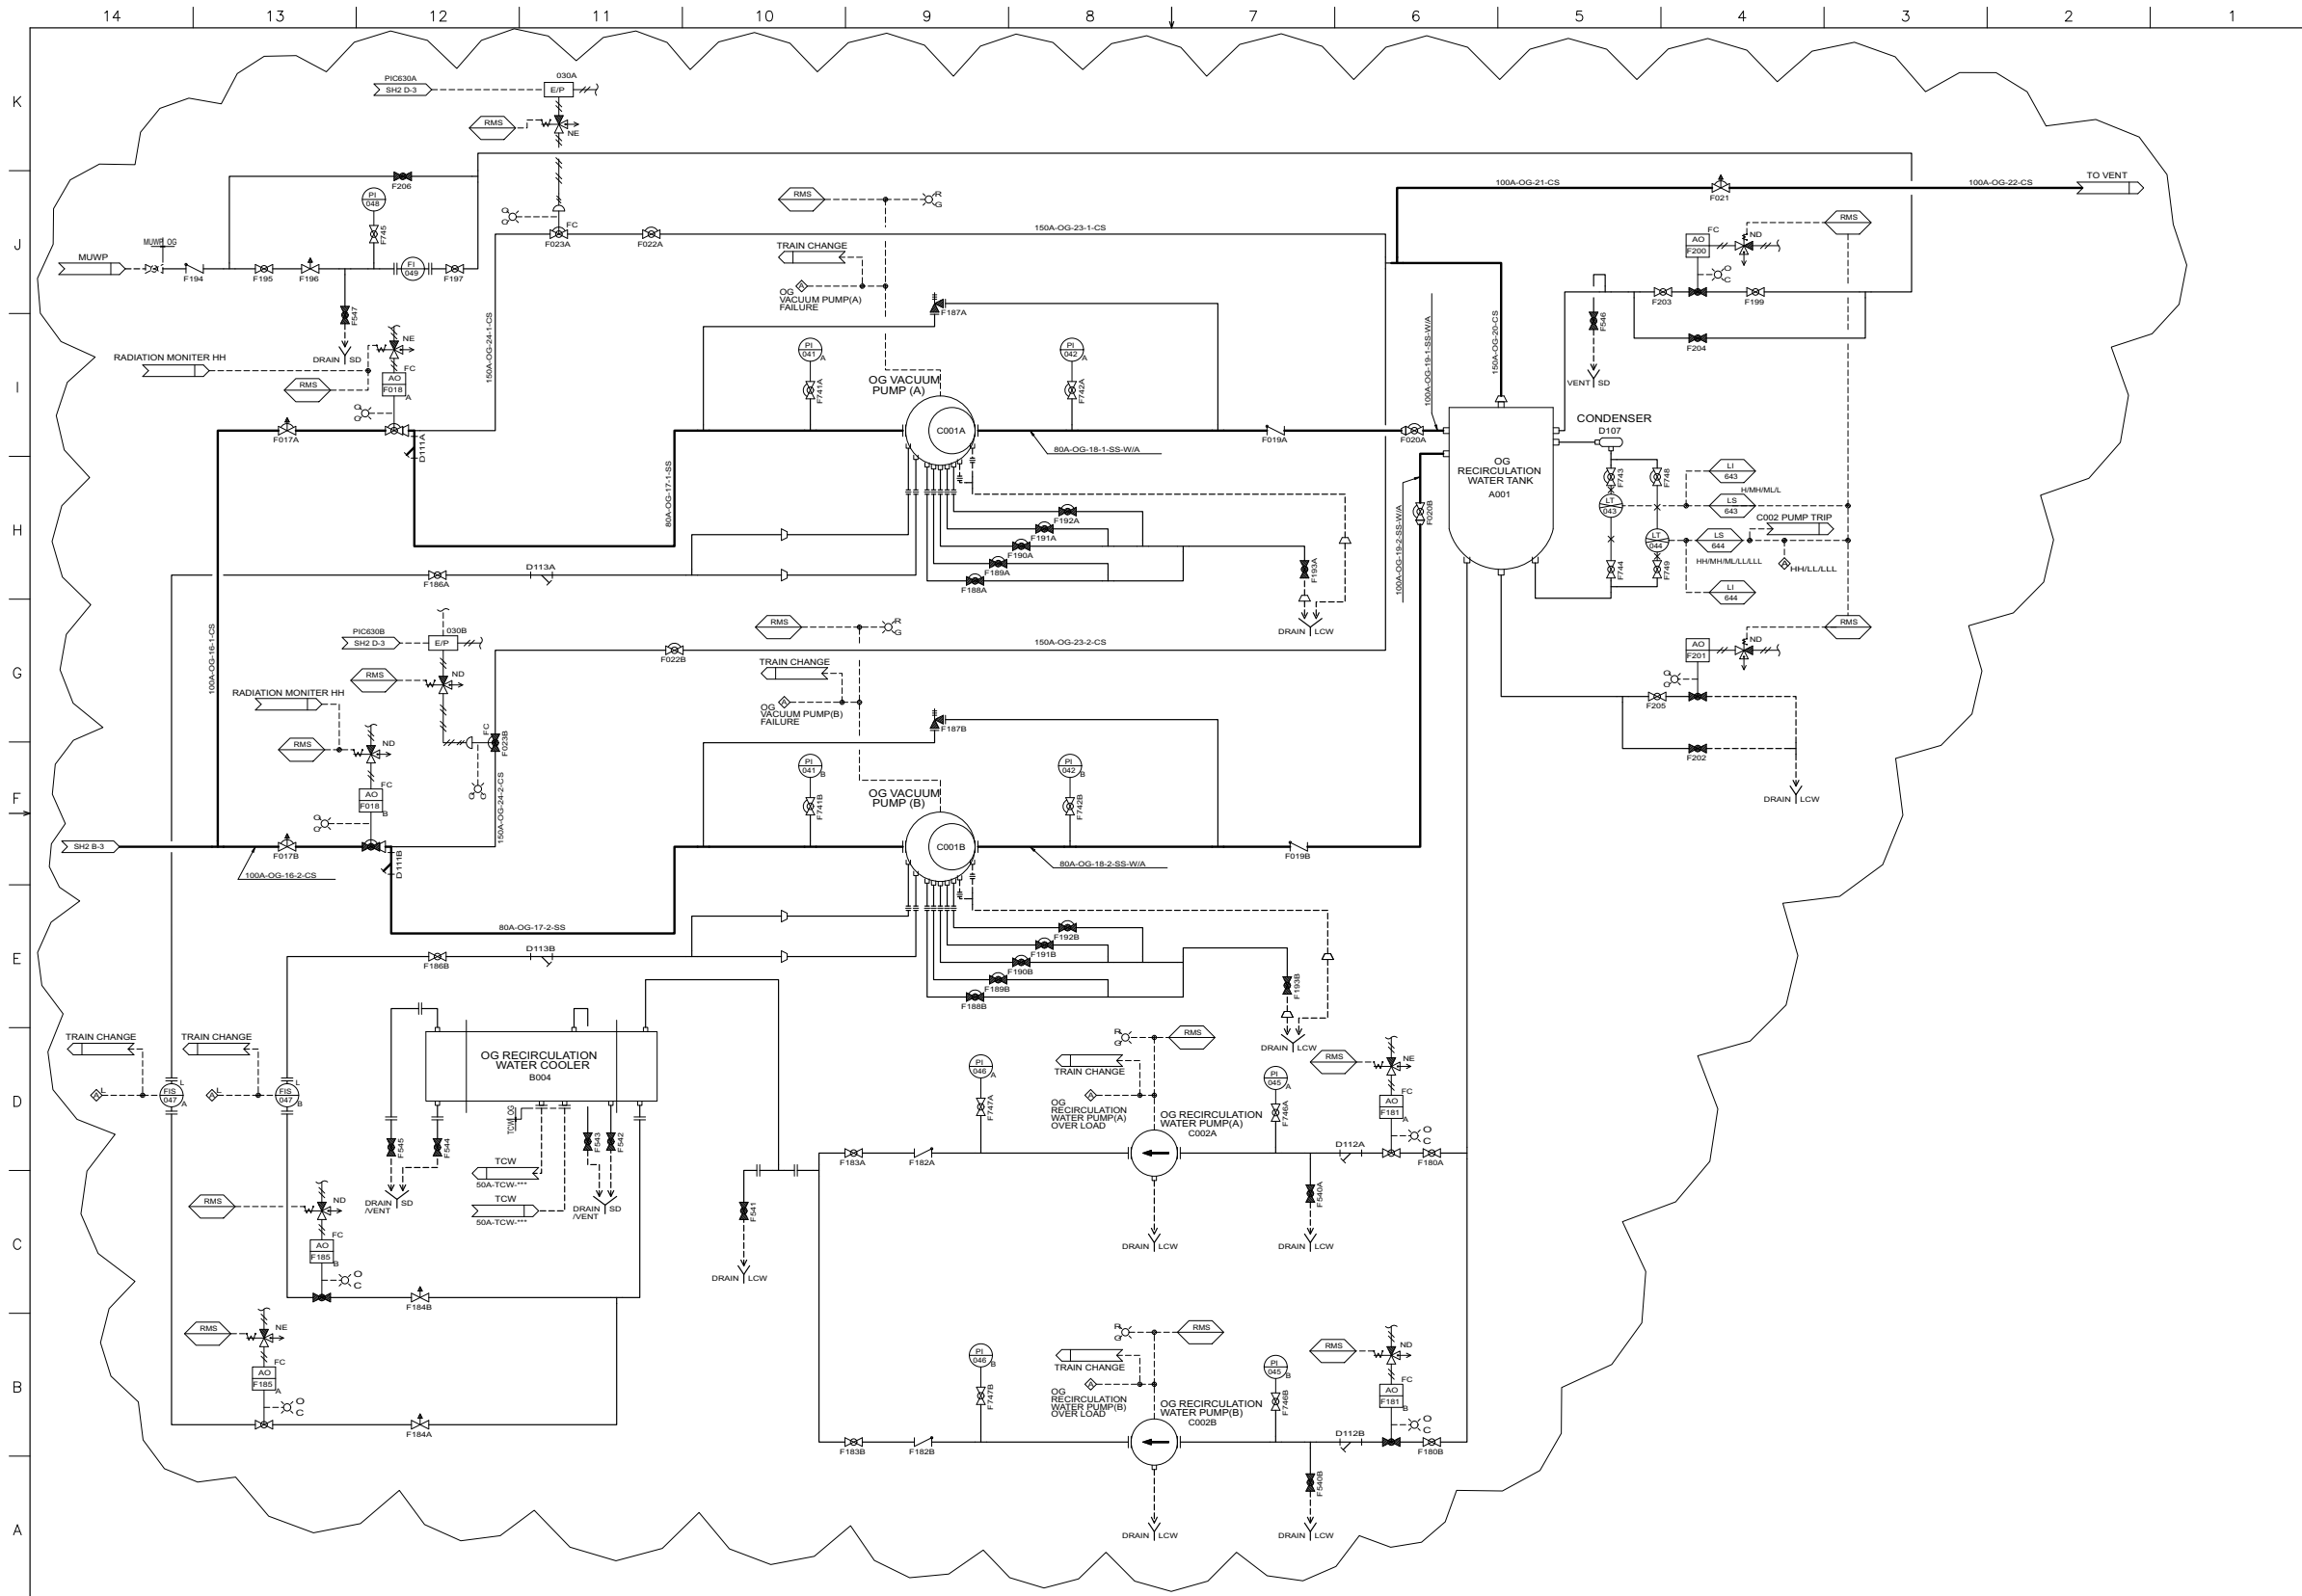 14 13 12 11 10 9 8 7 6 5 4 3 2 1
K
PIC630A
SH2 D-3
030A
E/P
RMS
NE
J
F206
PI
048
F745
MUWP OG
MUWP
F194
F195
F196
FI
049
F197
F547
DRAIN SD
O
C
FC
F023A
F022A
150A-OG-23-1-CS
RMS
R
G
TRAIN CHANGE
A
OG
VACUUM PUMP(A)
FAILURE
F187A
100A-OG-21-CS
F021
100A-OG-22-CS
TO VENT
RMS
FC
AO
F200
ND
O
C
F203
F199
F204
F546
VENT SD
I
RADIATION MONITER HH
RMS
NE
FC
AO
F018
A
F017A
D111A
150A-OG-24-1-CS
PI
041
A
F741A
OG VACUUM
PUMP (A)
C001A
PI
042
A
F742A
80A-OG-18-1-SS-W/A
F019A
F020A
100A-OG-19-1-SS-W/A
150A-OG-20-CS
CONDENSER
D107
H
80A-OG-17-1-SS
F192A
F191A
F190A
F189A
F188A
F193A
DRAIN LCW
100A-OG-19-2-SS-W/A
F020B
OG
RECIRCULATION
WATER TANK
A001
F743
F748
LT
043
LT
044
F744
F749
LI
643
H/MH/ML/L
LS
643
C002 PUMP TRIP
LS
644
HH/MH/ML/LL/LLL
A
HH/LL/LLL
LI
644
F186A
D113A
G
100A-OG-16-1-CS
PIC630B
SH2 D-3
030B
E/P
RMS
ND
F022B
150A-OG-23-2-CS
RMS
R
G
TRAIN CHANGE
A
OG
VACUUM PUMP(B)
FAILURE
F187B
RMS
AO
F201
ND
O
C
F205
F202
DRAIN LCW
F
RADIATION MONITER HH
RMS
ND
FC
AO
F018
B
FC
F023B
150A-OG-24-2-CS
O
C
SH2 B-3
F017B
100A-OG-16-2-CS
D111B
PI
041
B
F741B
OG VACUUM
PUMP (B)
C001B
PI
042
B
F742B
80A-OG-18-2-SS-W/A
F019B
E
80A-OG-17-2-SS
F186B
D113B
F192B
F191B
F190B
F189B
F188B
F193B
DRAIN LCW
D
TRAIN CHANGE
A
L
L
FIS
047
A
TRAIN CHANGE
A
L
L
FIS
047
B
OG RECIRCULATION
WATER COOLER
B004
F545
F544
TCW OG
F543
F542
TCW
50A-TCW-***
TCW
50A-TCW-***
DRAIN
/VENT
SD
DRAIN
/VENT
SD
PI
046
A
F747A
R
G
RMS
TRAIN CHANGE
A
OG
RECIRCULATION
WATER PUMP(A)
OVER LOAD
OG RECIRCULATION
WATER PUMP(A)
C002A
PI
045
A
F746A
RMS
NE
FC
AO
F181
A
O
C
D112A
F180A
F183A
F182A
F541
DRAIN LCW
DRAIN LCW
F540A
DRAIN LCW
C
RMS
ND
FC
AO
F185
B
O
C
F184B
B
RMS
NE
FC
AO
F185
A
O
C
F184A
PI
046
B
F747B
R
G
RMS
TRAIN CHANGE
A
OG
RECIRCULATION
WATER PUMP(B)
OVER LOAD
OG RECIRCULATION
WATER PUMP(B)
C002B
PI
045
B
F746B
RMS
ND
FC
AO
F181
B
O
C
D112B
F180B
F183B
F182B
F540B
A
DRAIN LCW
DRAIN LCW